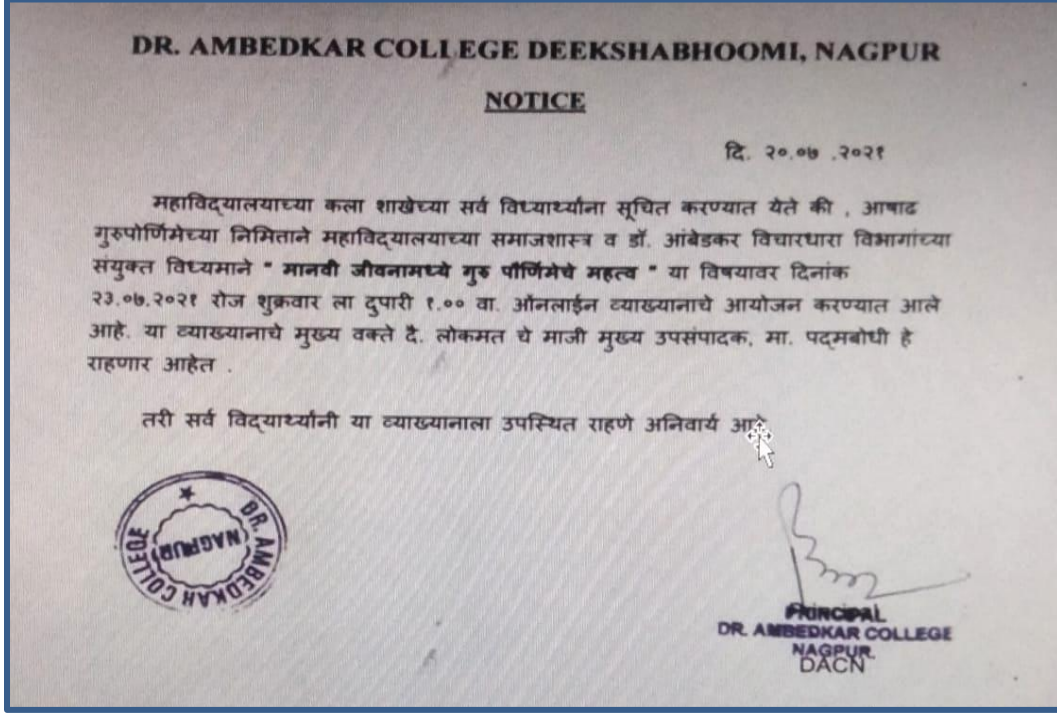 DR. AMBEDKAR COLLEGE DEEKSHABHOOMI, NAGPUR
NOTICE
दि. २०.०७ .२०२१
महाविद्यालयाच्या कला शाखेच्या सर्व विध्यार्थ्यांना सूचित करण्यात येते की , आषाढ
गुरुपोर्णिमेच्या निमिताने महाविद्यालयाच्या समाजशास्त्र व डॉ. आंबेडकर विचारधारा विभागांच्या
संयुक्त विध्यमाने " मानवी जीवनामध्ये गुरु पौर्णिमेचे महत्व " या विषयावर दिनांक
२३.०७.२०२१ रोज शुक्रवार ला दुपारी १.०० वा. ऑनलाईन व्याख्यानाचे आयोजन करण्यात आले
आहे. या व्याख्यानाचे मुख्य वक्ते दै. लोकमत चे माजी मुख्य उपसंपादक, मा. पद्मबोधी हे
राहणार आहेत .
तरी सर्व विद्यार्थ्यांनी या व्याख्यानाला उपस्थित राहणे अनिवार्य आहे
DR. AMBEDKAR COLLEGE
NAGPUR
PRINCIPAL
DR. AMBEDKAR COLLEGE
NAGPUR.
DACN